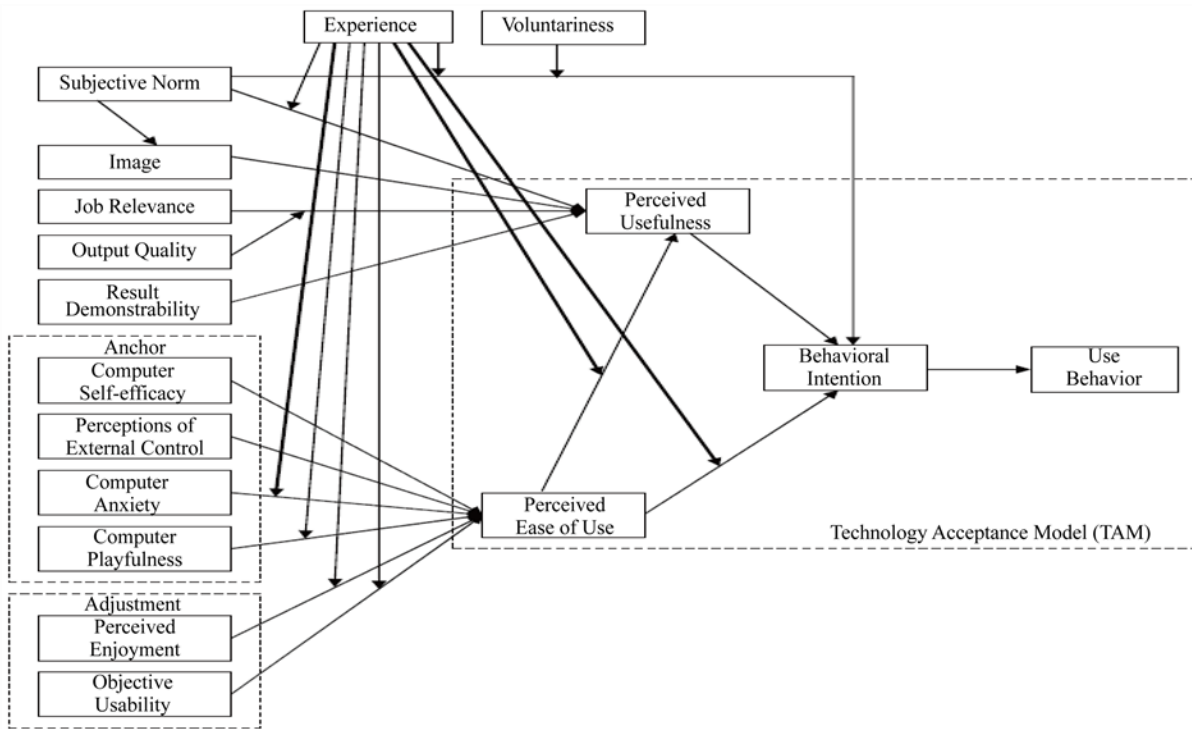 Experience
Voluntariness
Subjective Norm
Image
Job Relevance
Output Quality
Result
Demonstrability
Anchor
Computer
Self-efficacy
Perceptions of
External Control
Computer
Anxiety
Computer
Playfulness
Adjustment
Perceived
Enjoyment
Objective
Usability
Perceived
Usefulness
Perceived
Ease of Use
Behavioral
Intention
Use
Behavior
Technology Acceptance Model (TAM)